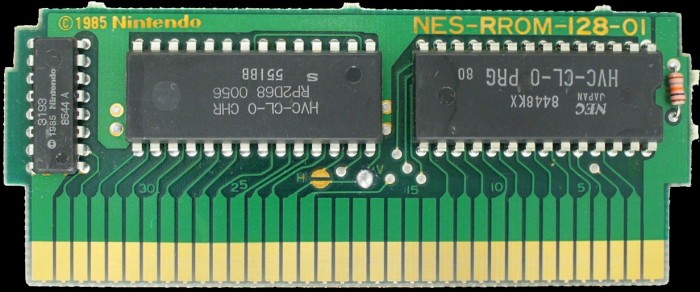 ©1985 Nintendo
NES-RROM-128-01
3193
© 1985 Nintendo
8544 A
HVC-CL-0 CHR
RP2D68 0056
S 551BB
HVC-CL-0 PRG
80
NEC
JAPAN
8448KX
30
25
H
V
15
10
5